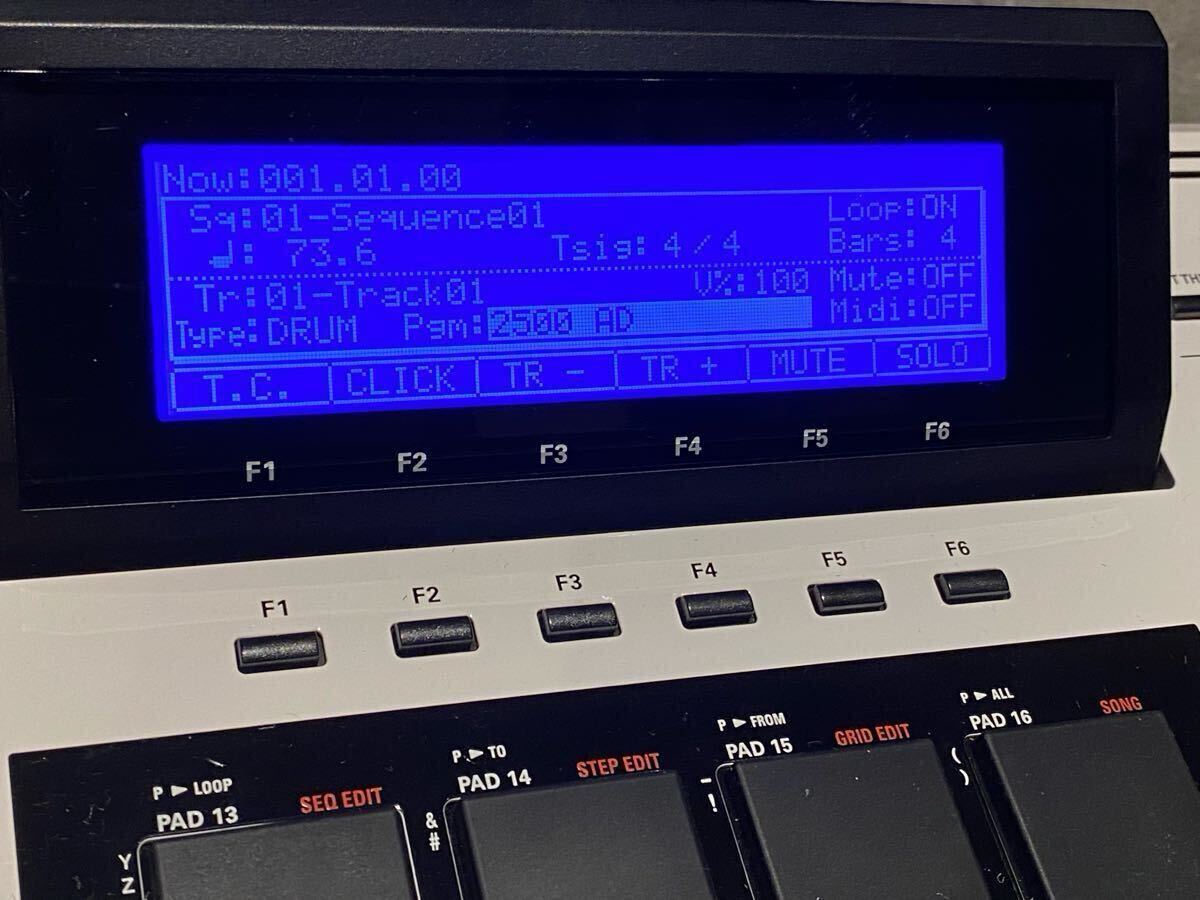 Now:001.01.00
Sq:01-Sequence01 Loop:ON
♩: 73.6 Tsig: 4/4 Bars: 4
Tr:01-Track01 V%:100 Mute:OFF
Type:DRUM Pgm:2500 AD Midi:OFF
T.C. CLICK TR - TR + MUTE SOLO
F1 F2 F3 F4 F5 F6
F1 F2 F3 F4 F5 F6
P ▶ LOOP P ▶ TO P ▶ FROM P ▶ ALL
PAD 13 SEQ EDIT PAD 14 STEP EDIT PAD 15 GRID EDIT PAD 16 SONG
Y & - (
Z # ! )